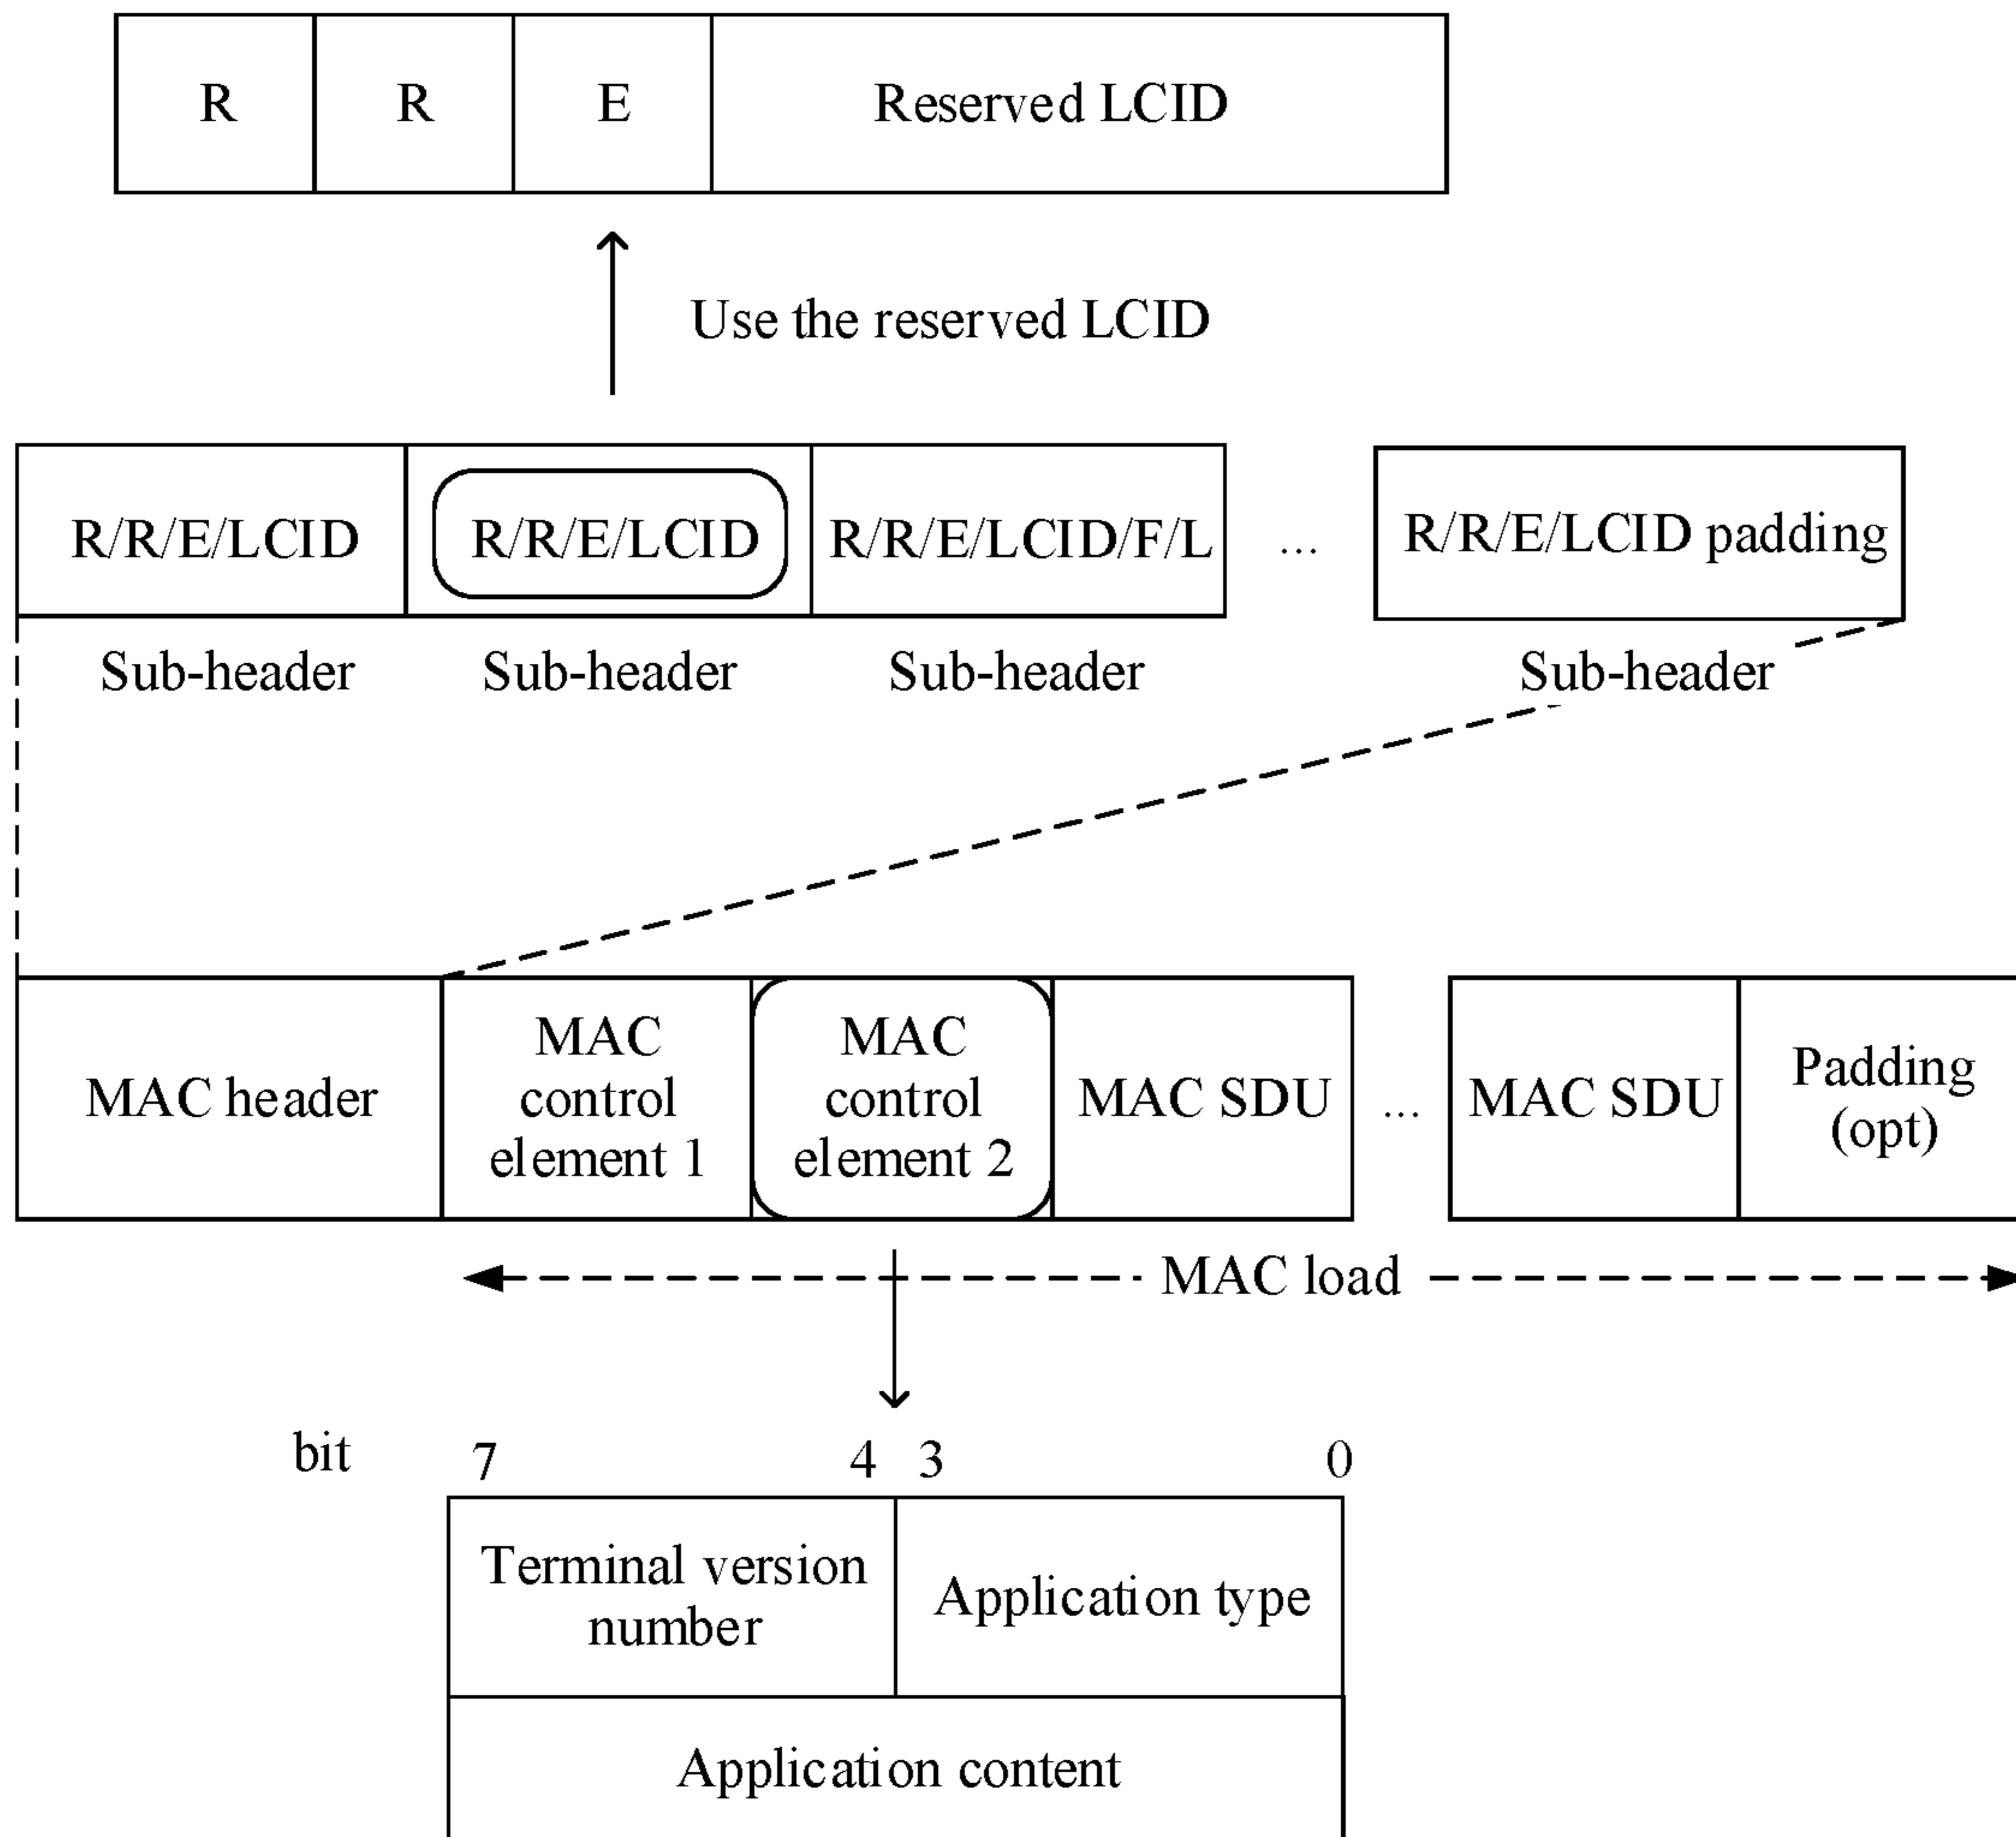 R R E Reserved LCID
Use the reserved LCID
R/R/E/LCID R/R/E/LCID R/R/E/LCID/F/L ... R/R/E/LCID padding
Sub-header Sub-header Sub-header Sub-header
MAC header
MAC
control
element 1
MAC
control
element 2
MAC SDU
...
MAC SDU
Padding
(opt)
MAC load
bit 7 4 3 0
Terminal version
number
Application type
Application content